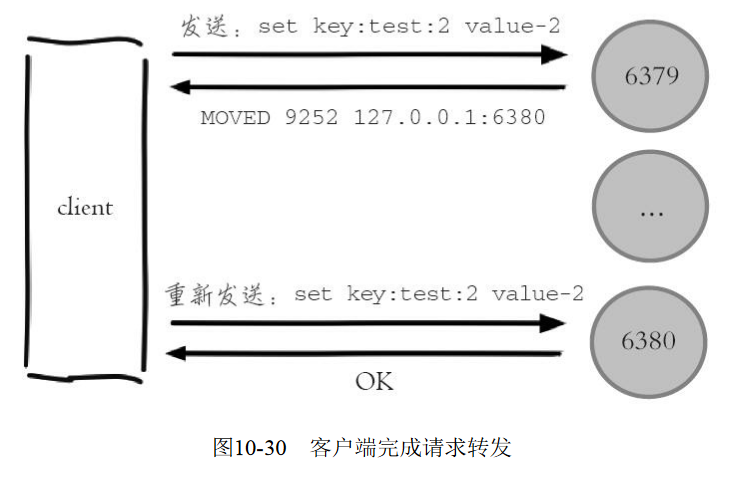 发送：set key:test:2 value-2
6379
MOVED 9252 127.0.0.1:6380
client
...
重新发送：set key:test:2 value-2
6380
OK
图10-30 客户端完成请求转发